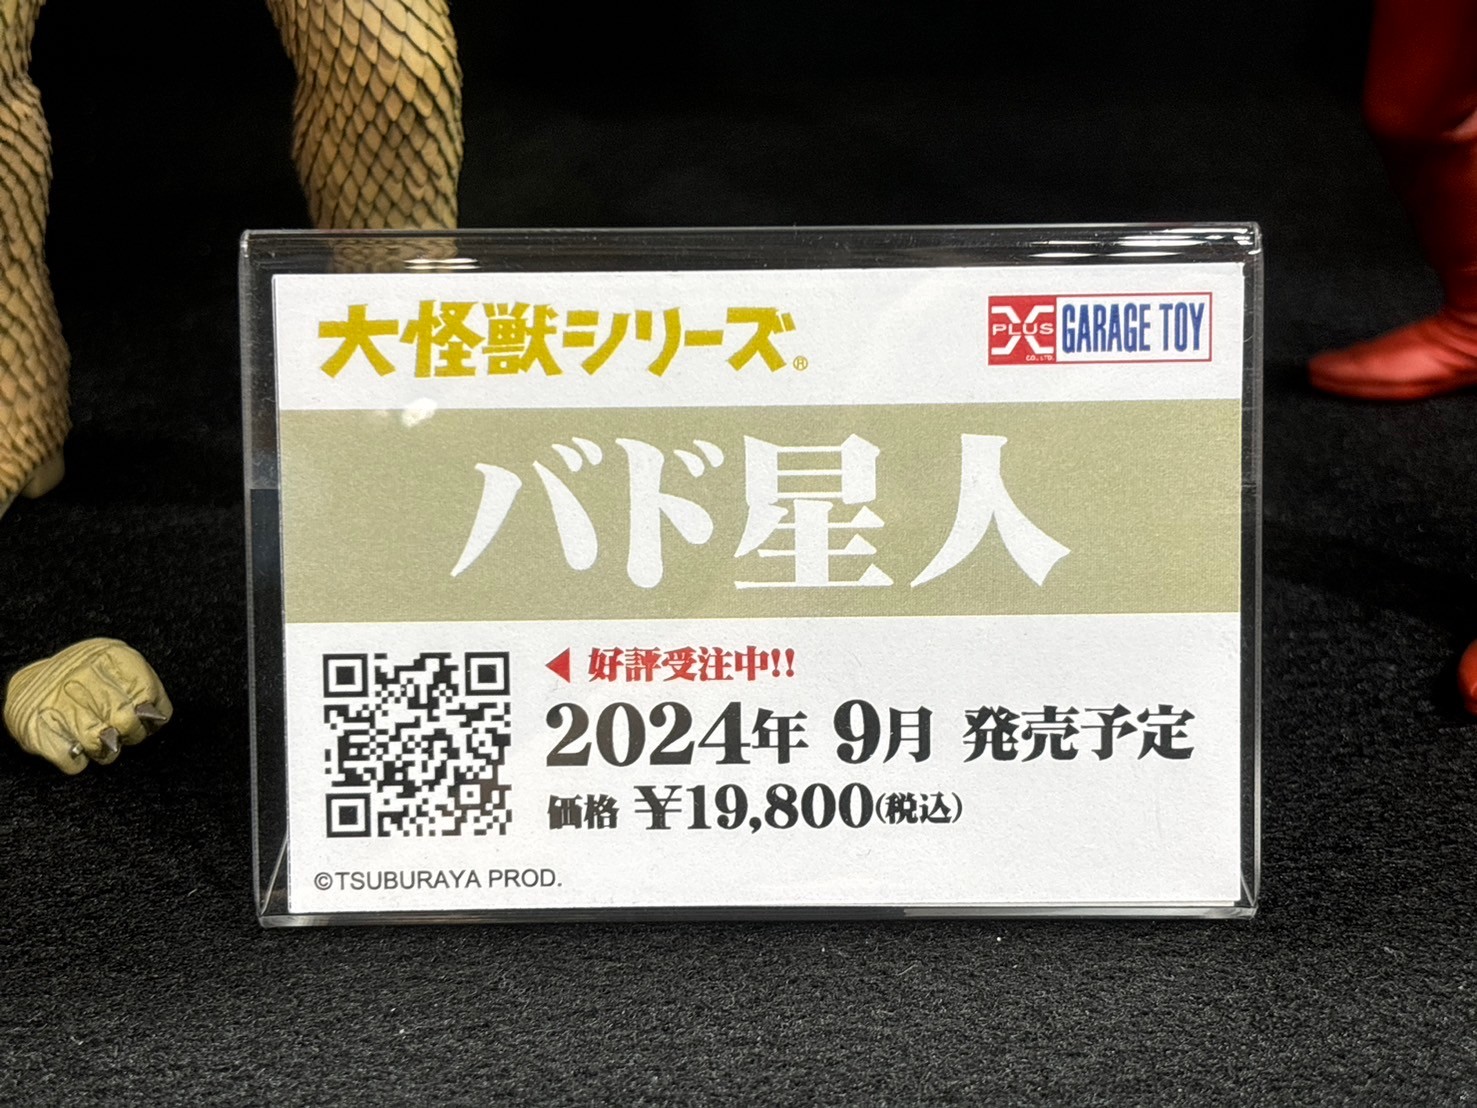 大怪獣シリーズ®
X PLUS CO., LTD. GARAGE TOY
バド星人
◀ 好評受注中!!
2024年 9月 発売予定
価格 ¥19,800(税込)
©TSUBURAYA PROD.